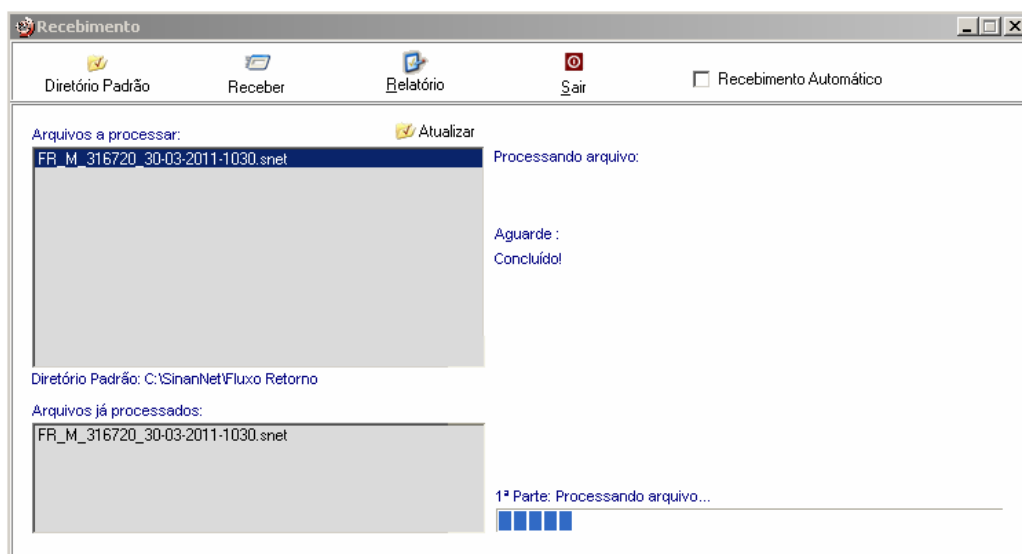 Recebimento
Diretório Padrão
Receber
Relatório
Sair
Recebimento Automático
Arquivos a processar:
Atualizar
FR_M_316720_30-03-2011-1030.snet
Processando arquivo:
Aguarde :
Concluído!
Diretório Padrão: C:\SinanNet\Fluxo Retorno
Arquivos já processados:
FR_M_316720_30-03-2011-1030.snet
1ª Parte: Processando arquivo...